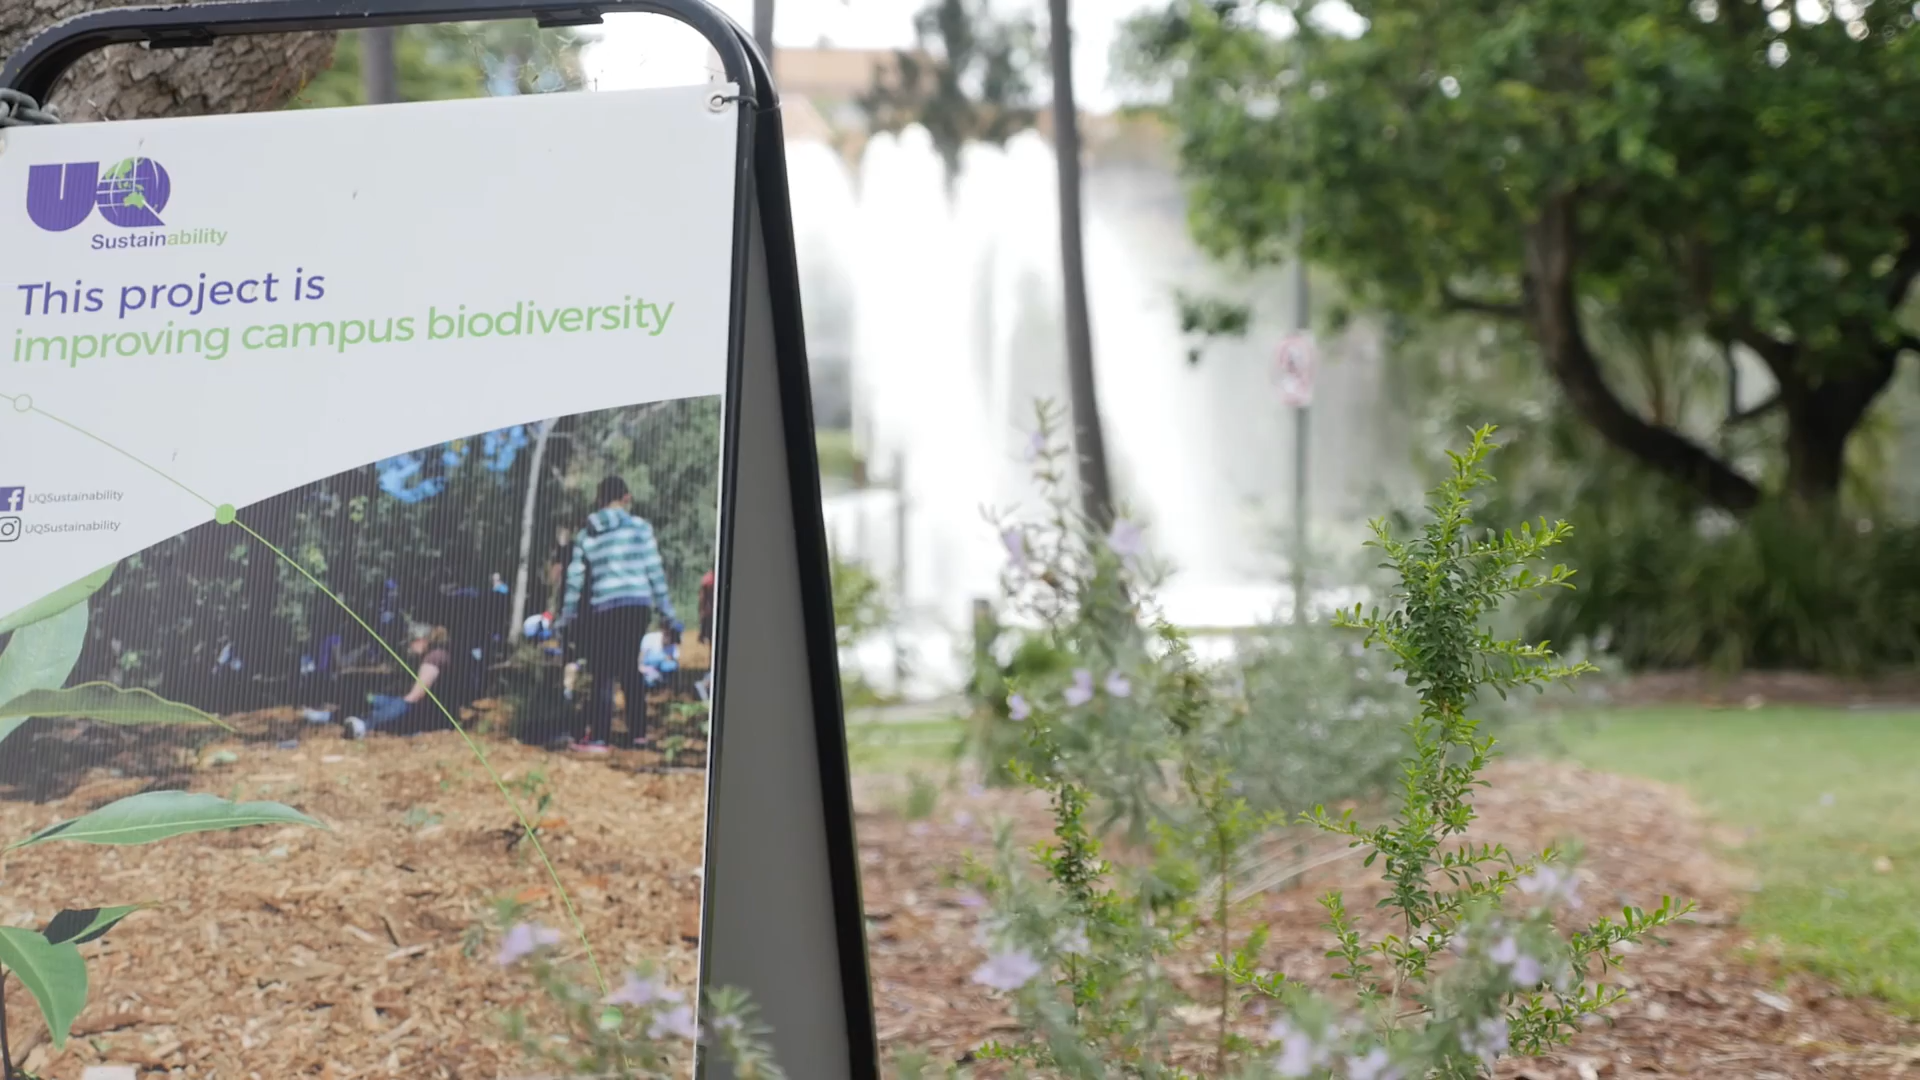 UQ
Sustainability
This project is
improving campus biodiversity
UQSustainability
UQSustainability